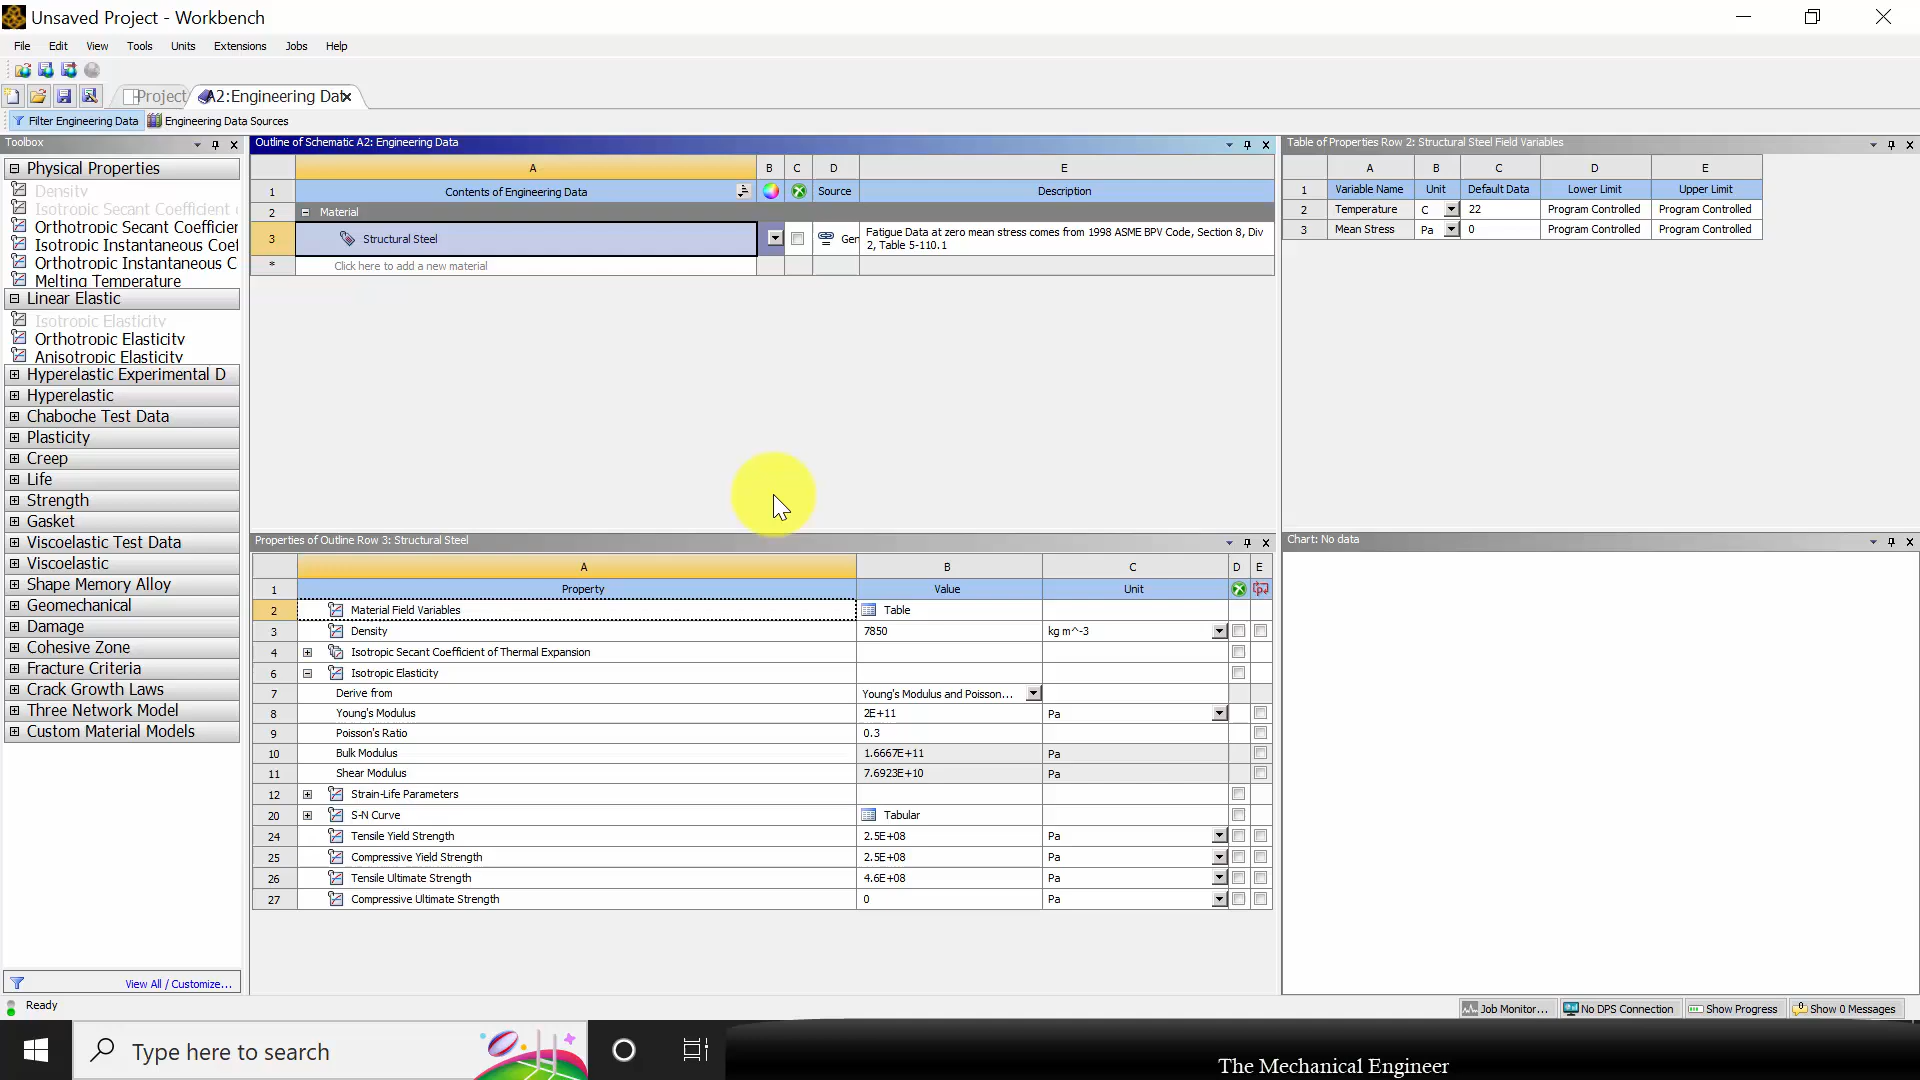 Unsaved Project - Workbench
File Edit View Tools Units Extensions Jobs Help
Project A2:Engineering Dat
Filter Engineering Data Engineering Data Sources
Toolbox
Physical Properties
Density
Isotropic Secant Coefficient
Orthotropic Secant Coefficier
Isotropic Instantaneous Coef
Orthotropic Instantaneous C
Melting Temperature
Linear Elastic
Isotropic Elasticity
Orthotropic Elasticity
Anisotropic Elasticity
Hyperelastic Experimental D
Hyperelastic
Chaboche Test Data
Plasticity
Creep
Life
Strength
Gasket
Viscoelastic Test Data
Viscoelastic
Shape Memory Alloy
Geomechanical
Damage
Cohesive Zone
Fracture Criteria
Crack Growth Laws
Three Network Model
Custom Material Models
View All / Customize...
Outline of Schematic A2: Engineering Data
A B C D E
1 Contents of Engineering Data Source Description
2 Material
3 Structural Steel Ger Fatigue Data at zero mean stress comes from 1998 ASME BPV Code, Section 8, Div
2, Table 5-110.1
* Click here to add a new material
Properties of Outline Row 3: Structural Steel
A B C D E
1 Property Value Unit
2 Material Field Variables Table
3 Density 7850 kg m^-3
4 Isotropic Secant Coefficient of Thermal Expansion
6 Isotropic Elasticity
7 Derive from Young's Modulus and Poisson...
8 Young's Modulus 2E+11 Pa
9 Poisson's Ratio 0.3
10 Bulk Modulus 1.6667E+11 Pa
11 Shear Modulus 7.6923E+10 Pa
12 Strain-Life Parameters
20 S-N Curve Tabular
24 Tensile Yield Strength 2.5E+08 Pa
25 Compressive Yield Strength 2.5E+08 Pa
26 Tensile Ultimate Strength 4.6E+08 Pa
27 Compressive Ultimate Strength 0 Pa
Table of Properties Row 2: Structural Steel Field Variables
A B C D E
1 Variable Name Unit Default Data Lower Limit Upper Limit
2 Temperature C 22 Program Controlled Program Controlled
3 Mean Stress Pa 0 Program Controlled Program Controlled
Chart: No data
Ready
Job Monitor... No DPS Connection Show Progress Show 0 Messages
Type here to search
The Mechanical Engineer